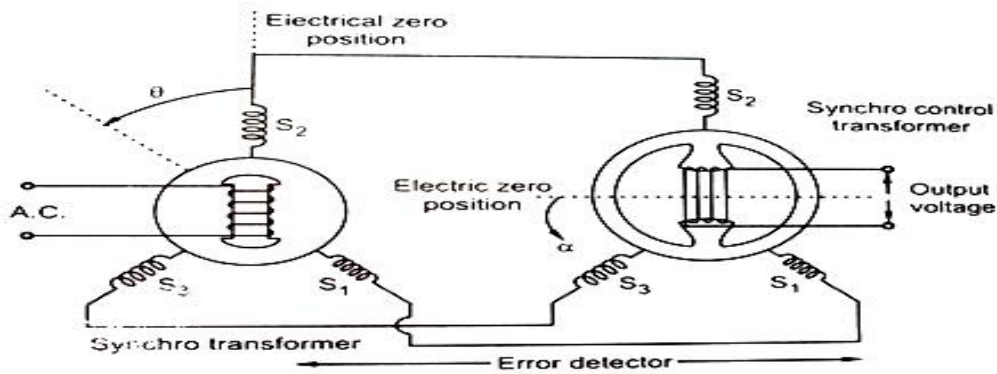 Electrical zero
position
θ
S2
S2
Synchro control
transformer
A.C.
Electric zero
position
α
Output
voltage
S3
S1
S3
S1
Synchro transformer
Error detector